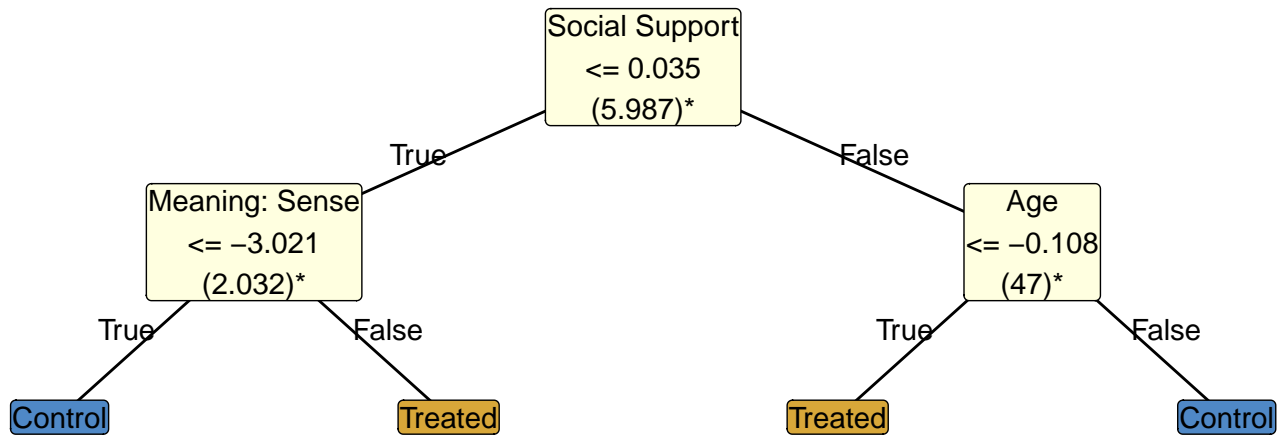 Social Support
<= 0.035
(5.987)*
True
False
Meaning: Sense
<= −3.021
(2.032)*
Age
<= −0.108
(47)*
True
False
True
False
Control
Treated
Treated
Control